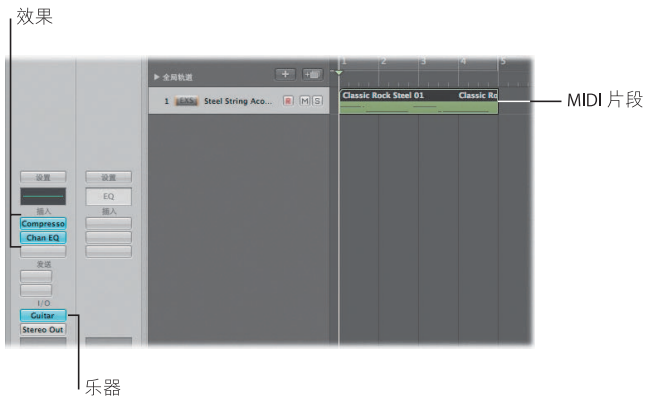 效果
1 2 3 4 5
▶ 全局轨道
1 EXS Steel String Aco... R M S
Classic Rock Steel 01 Classic Ro
MIDI 片段
设置 设置
EQ
插入 插入
Compresso
Chan EQ
发送
I/O
Guitar
Stereo Out
乐器